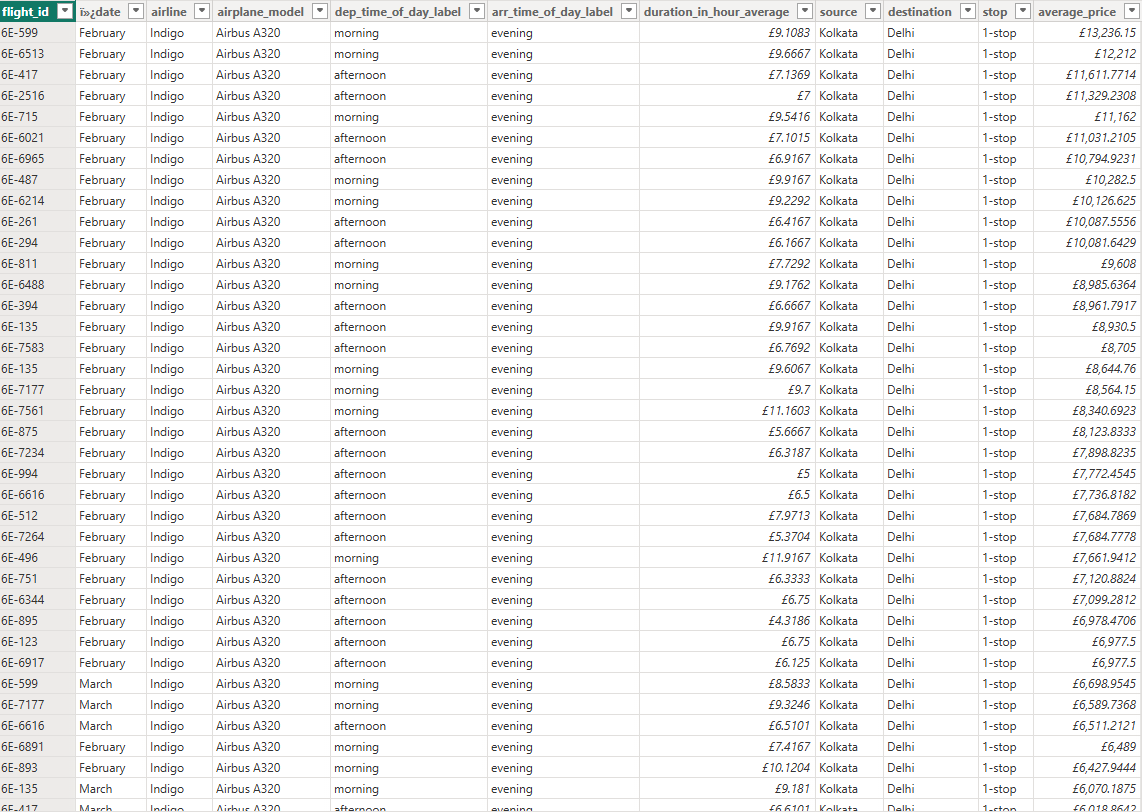 flight_id ï»¿date airline airplane_model dep_time_of_day_label arr_time_of_day_label duration_in_hour_average source destination stop average_price
6E-599 February Indigo Airbus A320 morning evening £9.1083 Kolkata Delhi 1-stop £13,236.15
6E-6513 February Indigo Airbus A320 morning evening £9.6667 Kolkata Delhi 1-stop £12,212
6E-417 February Indigo Airbus A320 afternoon evening £7.1369 Kolkata Delhi 1-stop £11,611.7714
6E-2516 February Indigo Airbus A320 afternoon evening £7 Kolkata Delhi 1-stop £11,329.2308
6E-715 February Indigo Airbus A320 morning evening £9.5416 Kolkata Delhi 1-stop £11,162
6E-6021 February Indigo Airbus A320 afternoon evening £7.1015 Kolkata Delhi 1-stop £11,031.2105
6E-6965 February Indigo Airbus A320 afternoon evening £6.9167 Kolkata Delhi 1-stop £10,794.9231
6E-487 February Indigo Airbus A320 morning evening £9.9167 Kolkata Delhi 1-stop £10,282.5
6E-6214 February Indigo Airbus A320 morning evening £9.2292 Kolkata Delhi 1-stop £10,126.625
6E-261 February Indigo Airbus A320 afternoon evening £6.4167 Kolkata Delhi 1-stop £10,087.5556
6E-294 February Indigo Airbus A320 afternoon evening £6.1667 Kolkata Delhi 1-stop £10,081.6429
6E-811 February Indigo Airbus A320 morning evening £7.7292 Kolkata Delhi 1-stop £9,608
6E-6488 February Indigo Airbus A320 morning evening £9.1762 Kolkata Delhi 1-stop £8,985.6364
6E-394 February Indigo Airbus A320 afternoon evening £6.6667 Kolkata Delhi 1-stop £8,961.7917
6E-135 February Indigo Airbus A320 afternoon evening £9.9167 Kolkata Delhi 1-stop £8,930.5
6E-7583 February Indigo Airbus A320 afternoon evening £6.7692 Kolkata Delhi 1-stop £8,705
6E-135 February Indigo Airbus A320 morning evening £9.6067 Kolkata Delhi 1-stop £8,644.76
6E-7177 February Indigo Airbus A320 morning evening £9.7 Kolkata Delhi 1-stop £8,564.15
6E-7561 February Indigo Airbus A320 morning evening £11.1603 Kolkata Delhi 1-stop £8,340.6923
6E-875 February Indigo Airbus A320 afternoon evening £5.6667 Kolkata Delhi 1-stop £8,123.8333
6E-7234 February Indigo Airbus A320 afternoon evening £6.3187 Kolkata Delhi 1-stop £7,898.8235
6E-994 February Indigo Airbus A320 afternoon evening £5 Kolkata Delhi 1-stop £7,772.4545
6E-6616 February Indigo Airbus A320 afternoon evening £6.5 Kolkata Delhi 1-stop £7,736.8182
6E-512 February Indigo Airbus A320 afternoon evening £7.9713 Kolkata Delhi 1-stop £7,684.7869
6E-7264 February Indigo Airbus A320 afternoon evening £5.3704 Kolkata Delhi 1-stop £7,684.7778
6E-496 February Indigo Airbus A320 morning evening £11.9167 Kolkata Delhi 1-stop £7,661.9412
6E-751 February Indigo Airbus A320 afternoon evening £6.3333 Kolkata Delhi 1-stop £7,120.8824
6E-6344 February Indigo Airbus A320 afternoon evening £6.75 Kolkata Delhi 1-stop £7,099.2812
6E-895 February Indigo Airbus A320 afternoon evening £4.3186 Kolkata Delhi 1-stop £6,978.4706
6E-123 February Indigo Airbus A320 afternoon evening £6.75 Kolkata Delhi 1-stop £6,977.5
6E-6917 February Indigo Airbus A320 afternoon evening £6.125 Kolkata Delhi 1-stop £6,977.5
6E-599 March Indigo Airbus A320 morning evening £8.5833 Kolkata Delhi 1-stop £6,698.9545
6E-7177 March Indigo Airbus A320 morning evening £9.3246 Kolkata Delhi 1-stop £6,589.7368
6E-6616 March Indigo Airbus A320 afternoon evening £6.5101 Kolkata Delhi 1-stop £6,511.2121
6E-6891 February Indigo Airbus A320 morning evening £7.4167 Kolkata Delhi 1-stop £6,489
6E-893 February Indigo Airbus A320 morning evening £10.1204 Kolkata Delhi 1-stop £6,427.9444
6E-135 March Indigo Airbus A320 morning evening £9.181 Kolkata Delhi 1-stop £6,070.1875
6E-417 March Indigo Airbus A320 afternoon evening £6.6101 Kolkata Delhi 1-stop £6,018.8642